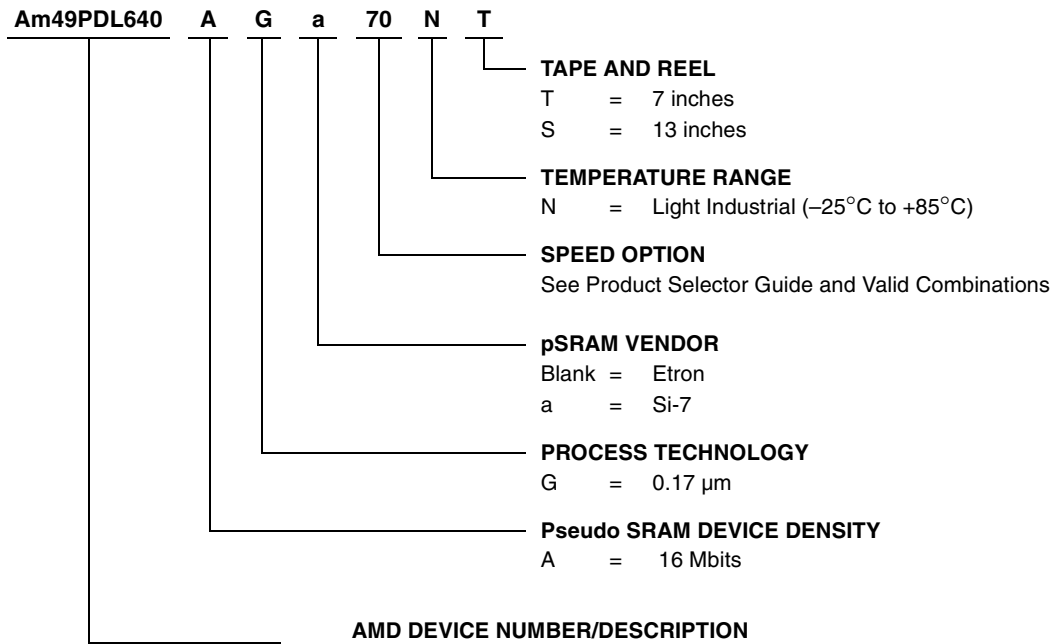 Am49PDL640 A G a 70 N T
TAPE AND REEL
T = 7 inches
S = 13 inches
TEMPERATURE RANGE
N = Light Industrial (–25°C to +85°C)
SPEED OPTION
See Product Selector Guide and Valid Combinations
pSRAM VENDOR
Blank = Etron
a = Si-7
PROCESS TECHNOLOGY
G = 0.17 µm
Pseudo SRAM DEVICE DENSITY
A = 16 Mbits
AMD DEVICE NUMBER/DESCRIPTION